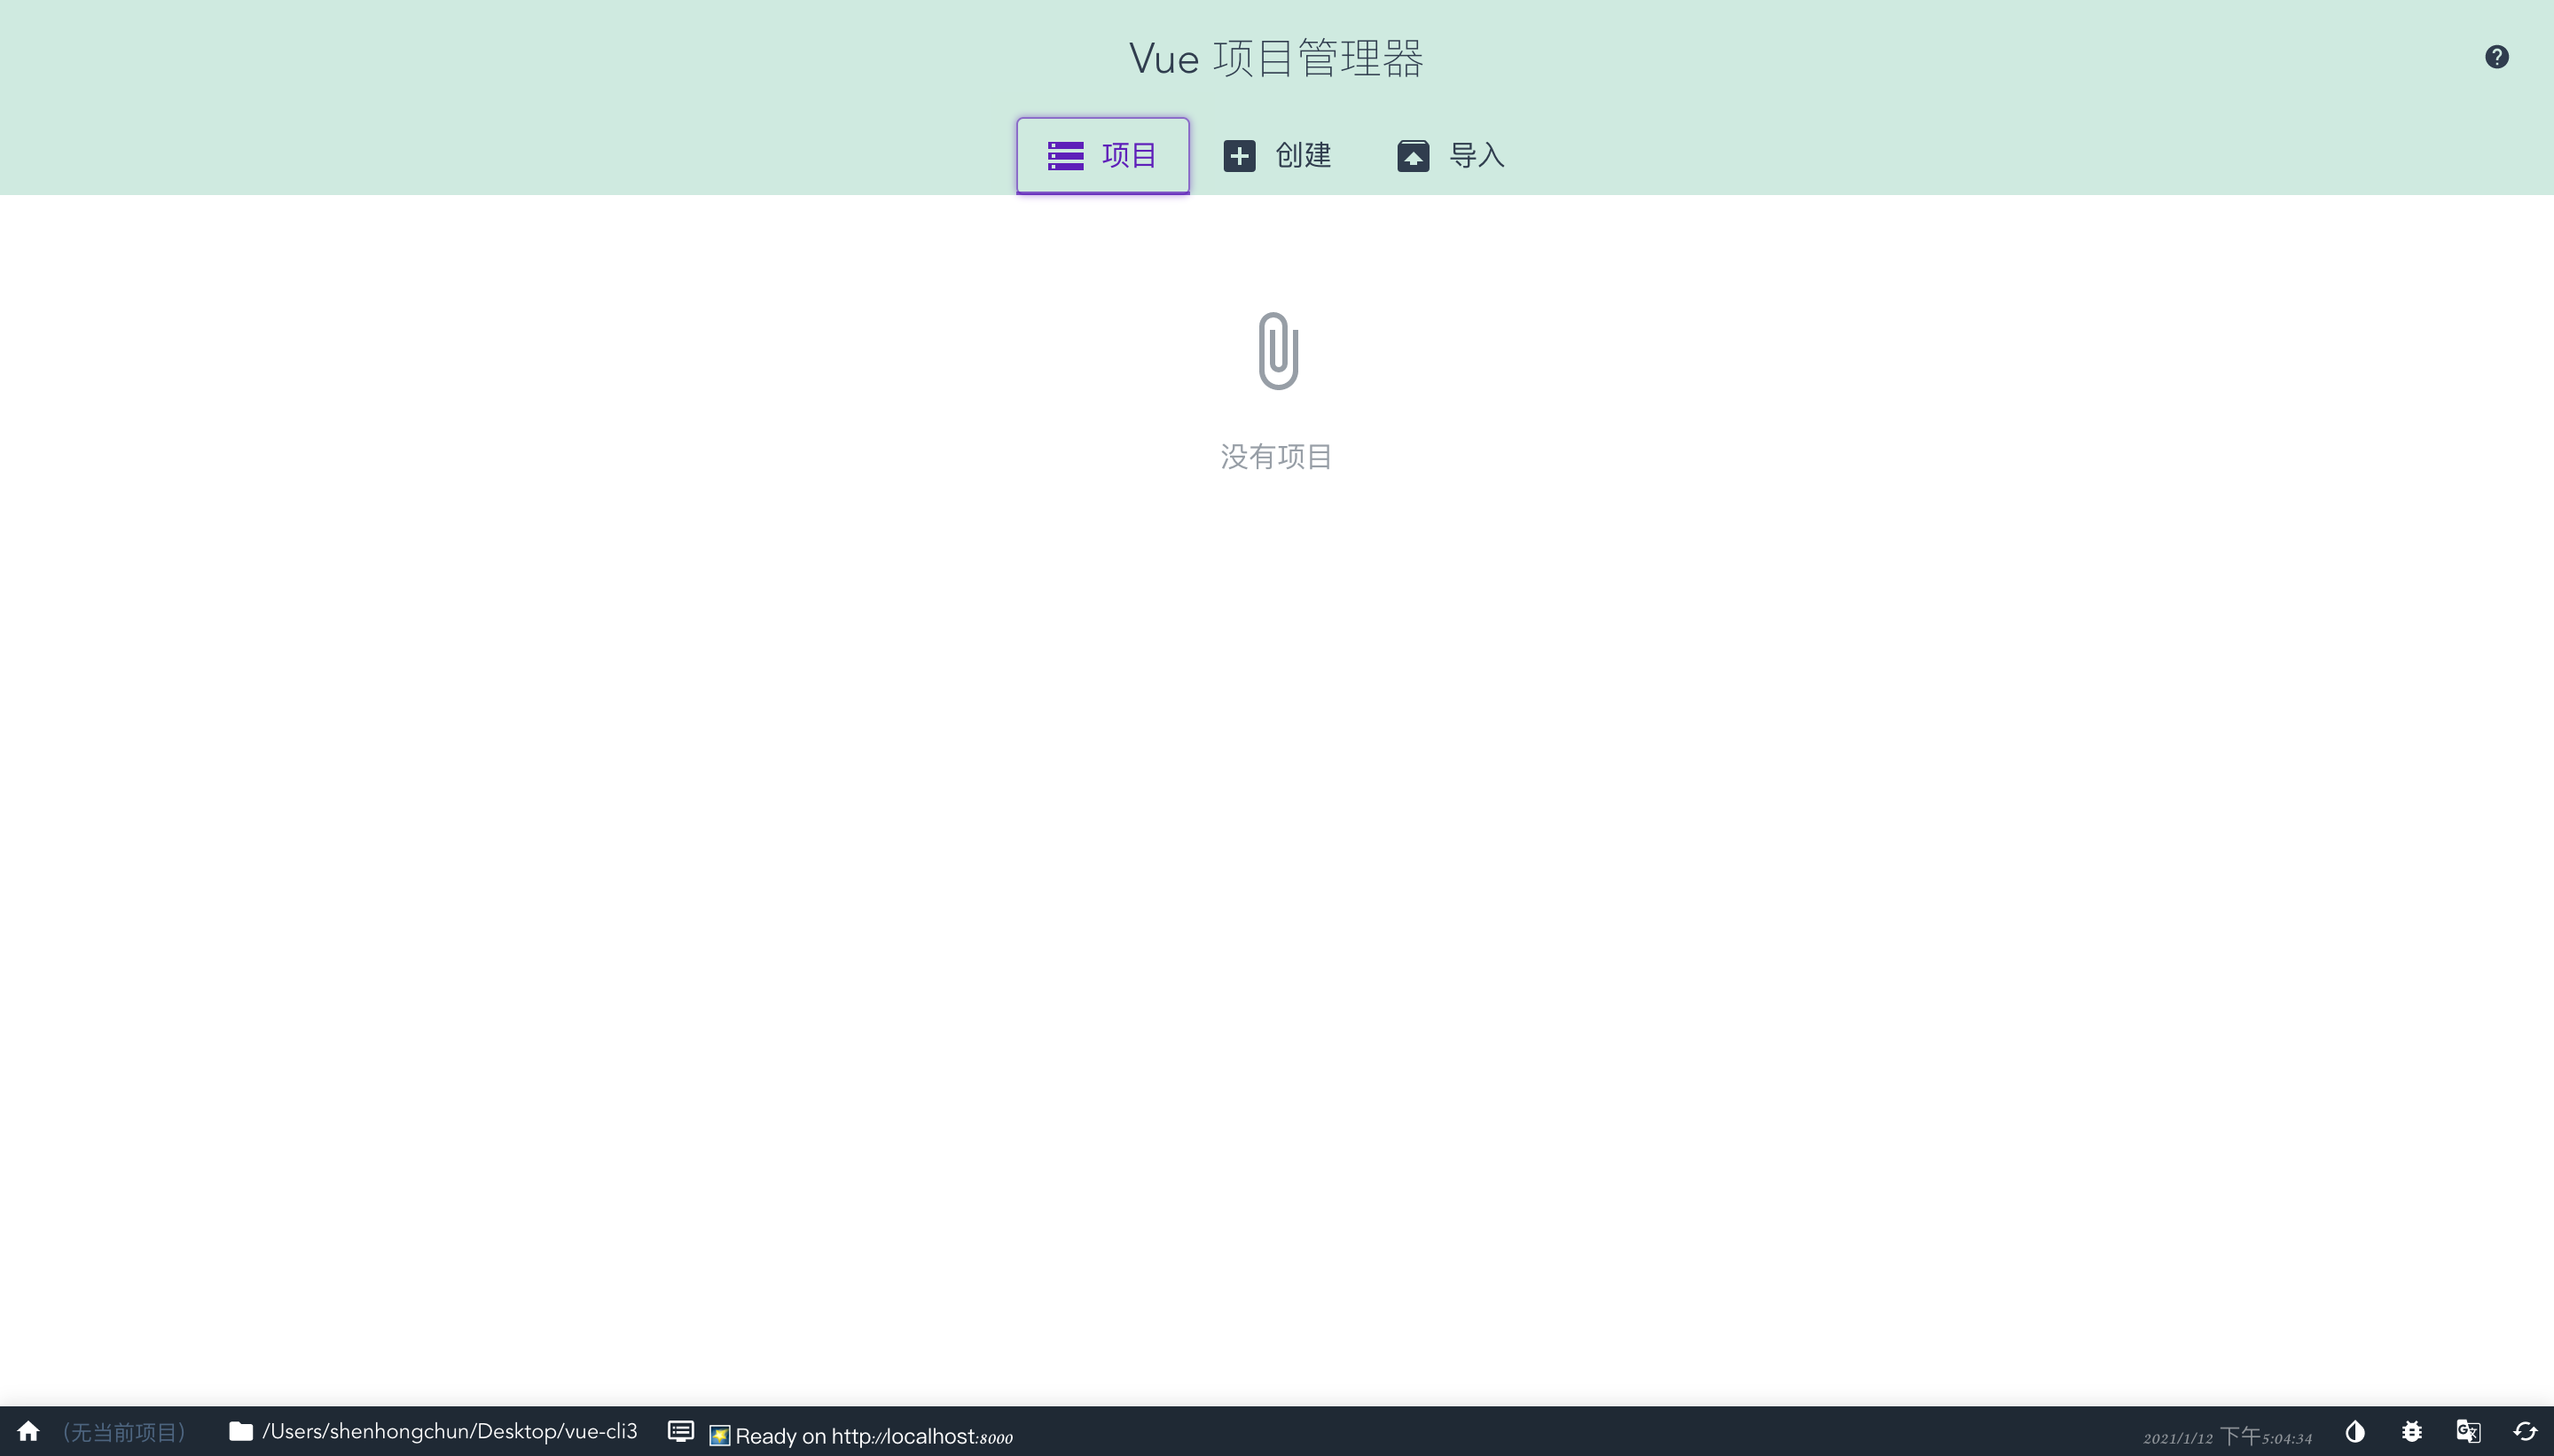 Vue 项目管理器
项目 创建 导入
没有项目
(无当前项目) /Users/shenhongchun/Desktop/vue-cli3 Ready on http://localhost:8000 2021/1/12 下午5:04:34